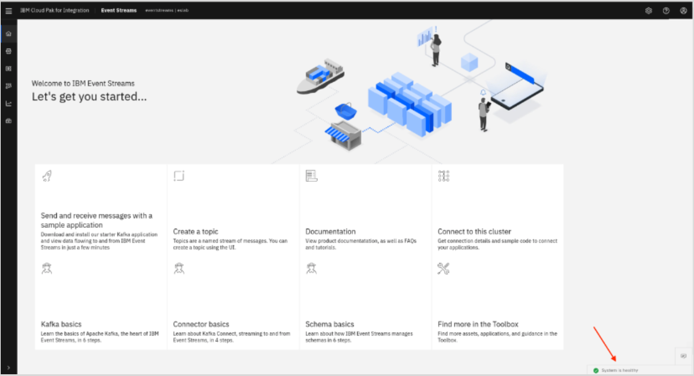 IBM Cloud Pak for Integration Event Streams
Welcome to IBM Event Streams
Let's get you started...
Send and receive messages with a
sample application
Download and install our starter Kafka application
and view data flowing to and from IBM Event
Streams in just a few minutes
Create a topic
Topics are a named stream of messages. You can
create a topic using the UI.
Documentation
View product documentation, as well as FAQs
and tutorials.
Connect to this cluster
Get connection details and sample code to connect
your applications.
Kafka basics
Learn the basics of Apache Kafka, the heart of IBM
Event Streams, in 6 steps.
Connector basics
Learn about Kafka Connect, streaming to and from
Event Streams, in 4 steps.
Schema basics
Learn about how IBM Event Streams manages
schemas in 6 steps.
Find more in the Toolbox
Find more assets, applications, and guidance in the
Toolbox.
System is healthy